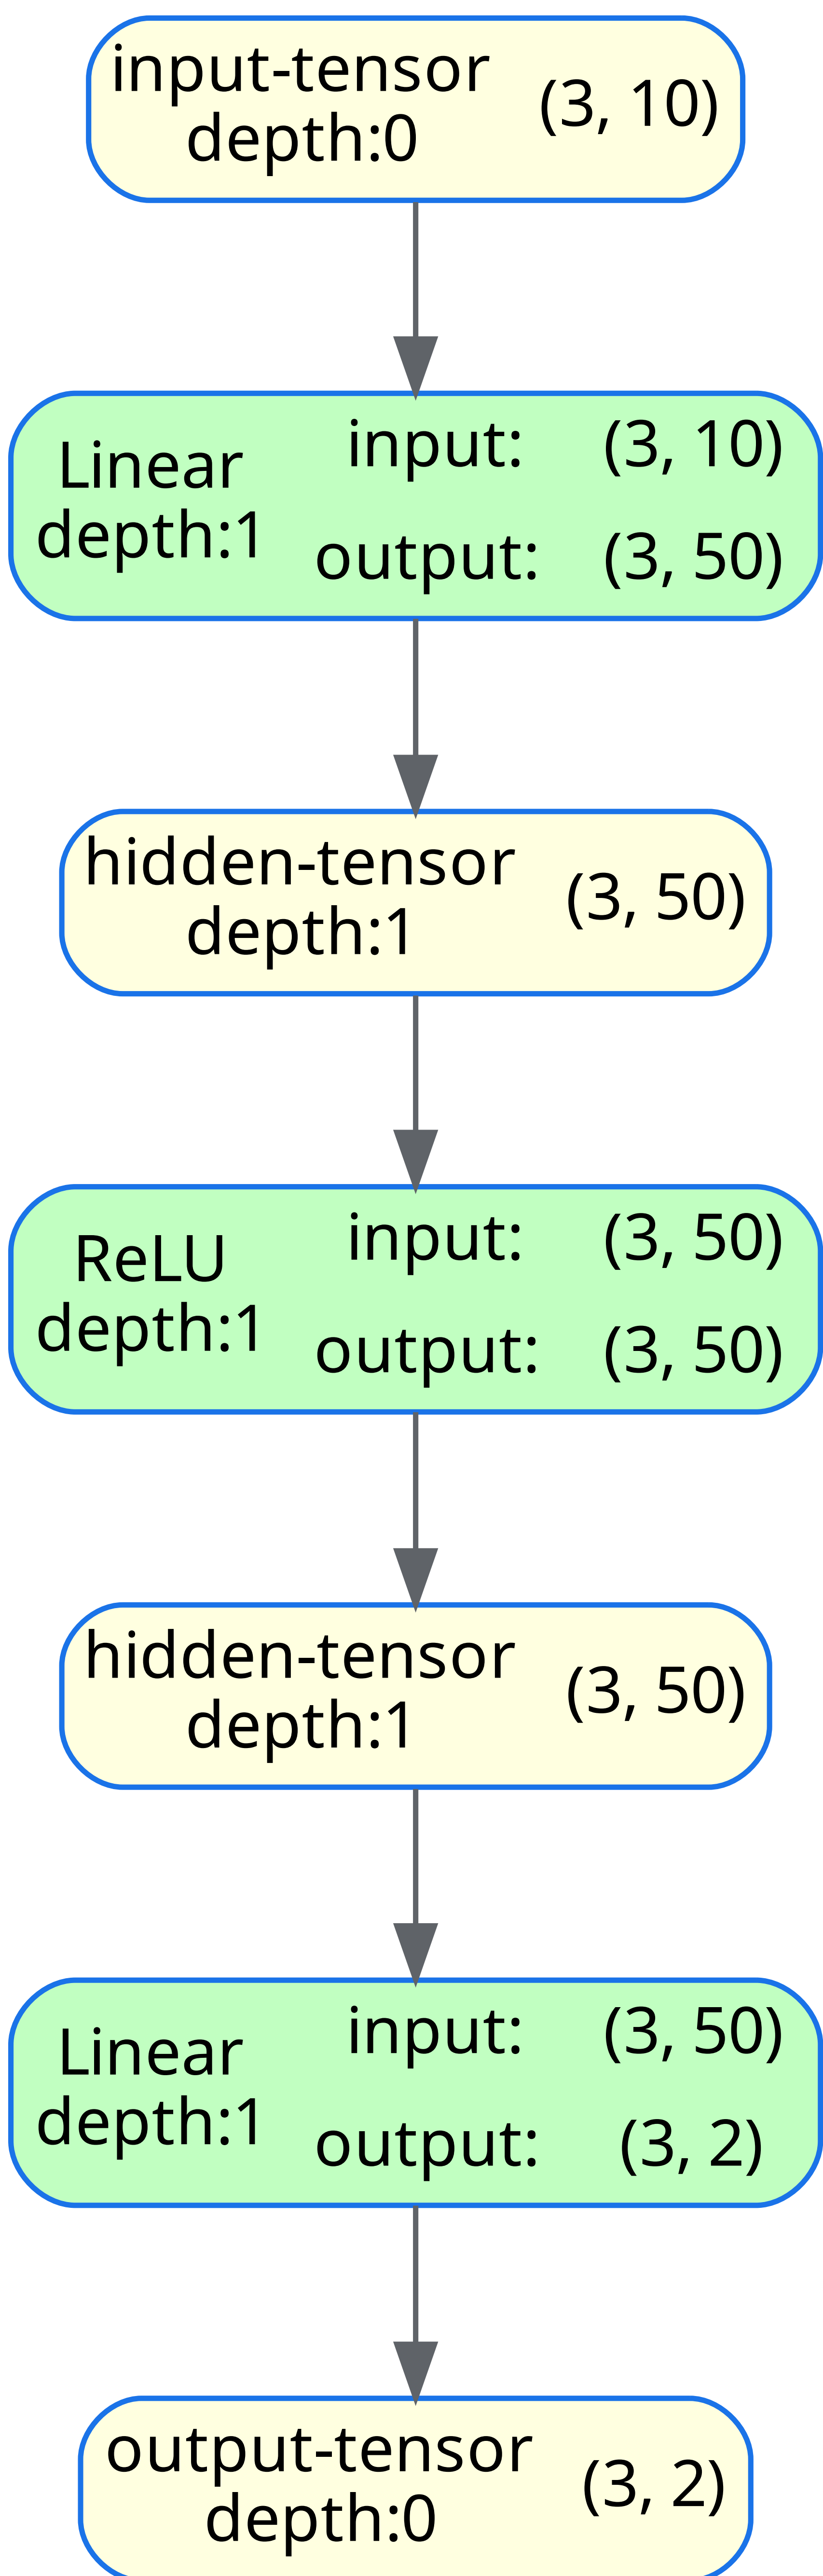 input-tensor
depth:0
(3, 10)
Linear
depth:1
input:
(3, 10)
output:
(3, 50)
hidden-tensor
depth:1
(3, 50)
ReLU
depth:1
input:
(3, 50)
output:
(3, 50)
hidden-tensor
depth:1
(3, 50)
Linear
depth:1
input:
(3, 50)
output:
(3, 2)
output-tensor
depth:0
(3, 2)